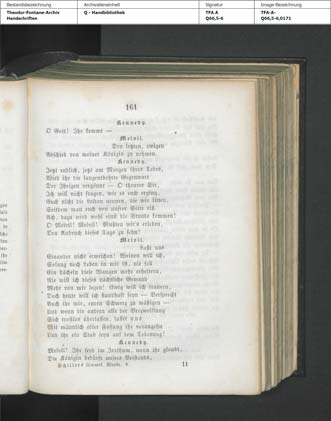 Bestandsbezeichnung Archivalieneinheit Signatur Image-Bezeichnung
Theodor-Fontane-Archiv Q - Handbibliothek TFA A TFA-A-
Handschriften Q66,5-6 Q66,5-6,0171
161
Kennedy.
O Gott! Ihr kommt —
Melvil.
Den letzten, ewigen
Abschied von meiner Königin zu nehmen.
Kennedy.
Jetzt endlich, jetzt am Morgen ihres Todes,
Wird ihr die langentbehrte Gegenwart
Der Ihrigen vergönnt — O theurer Sir,
Ich will nicht fragen, wie es euch erging,
Euch nicht die Leiden nennen, die wir litten,
Seitdem man euch von unsrer Seite riß.
Ach, dazu wird wohl einst die Stunde kommen!
O Melvil! Melvil! Mußten wir's erleben,
Den Anbruch dieses Tags zu sehn!
Melvil.
Laßt uns
Einander nicht erweichen! Weinen will ich,
Solang noch Leben in mir ist, nie soll
Ein Lächeln diese Wangen mehr erheitern,
Nie will ich dieses nächtliche Gewand
Mehr von mir legen! Ewig will ich trauern,
Doch heute will ich standhaft seyn — Versprecht
Auch ihr mir, euren Schmerz zu mäßigen —
Und wenn die andern alle der Verzweiflung
Sich trostlos überlassen, lasset uns
Mit männlich edler Fassung ihr vorangehn
Und ihr ein Stab seyn auf dem Todesweg!
Kennedy.
Melvil! Ihr seyd im Irrthum, wenn ihr glaubt,
Die Königin bedürfe unsers Beistands,
Schillers sämmtl. Werke. 11